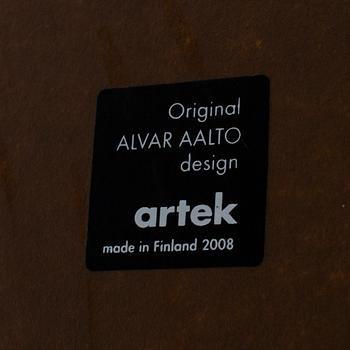 Original
ALVAR AALTO
design
artek
made in Finland 2008